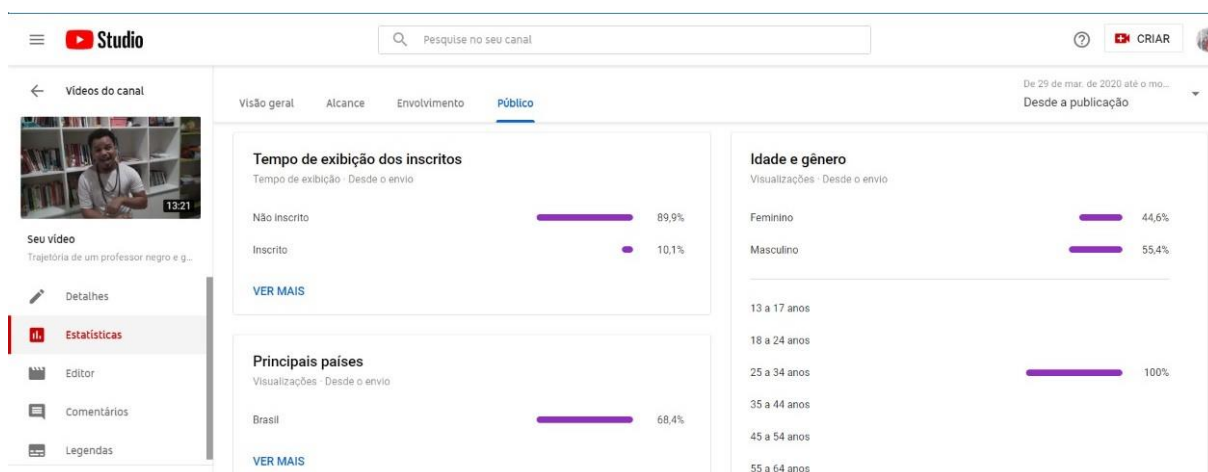 Studio
Pesquise no seu canal
CRIAR
Vídeos do canal
13:21
Seu vídeo
Trajetória de um professor negro e g...
Detalhes
Estatísticas
Editor
Comentários
Legendas
Visão geral
Alcance
Envolvimento
Público
De 29 de mar. de 2020 até o mo...
Desde a publicação
Tempo de exibição dos inscritos
Tempo de exibição · Desde o envio
Não inscrito 89,9%
Inscrito 10,1%
VER MAIS
Principais países
Visualizações · Desde o envio
Brasil 68,4%
VER MAIS
Idade e gênero
Visualizações · Desde o envio
Feminino 44,6%
Masculino 55,4%
13 a 17 anos
18 a 24 anos
25 a 34 anos 100%
35 a 44 anos
45 a 54 anos
55 a 64 anos